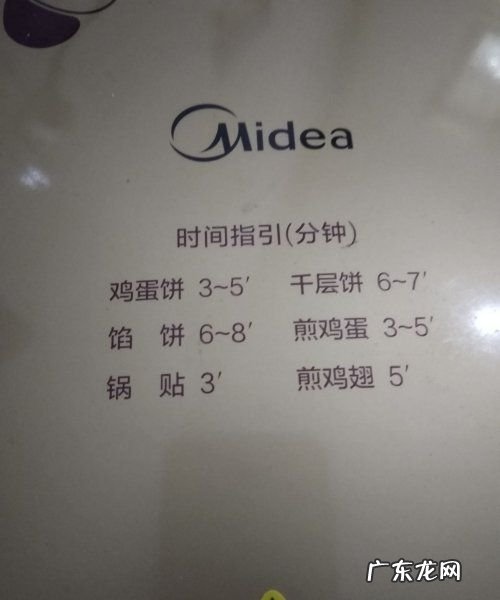 Midea
时间指引(分钟)
鸡蛋饼 3~5′ 千层饼 6~7′
馅 饼 6~8′ 煎鸡蛋 3~5′
锅 贴 3′ 煎鸡翅 5′
广东龙网